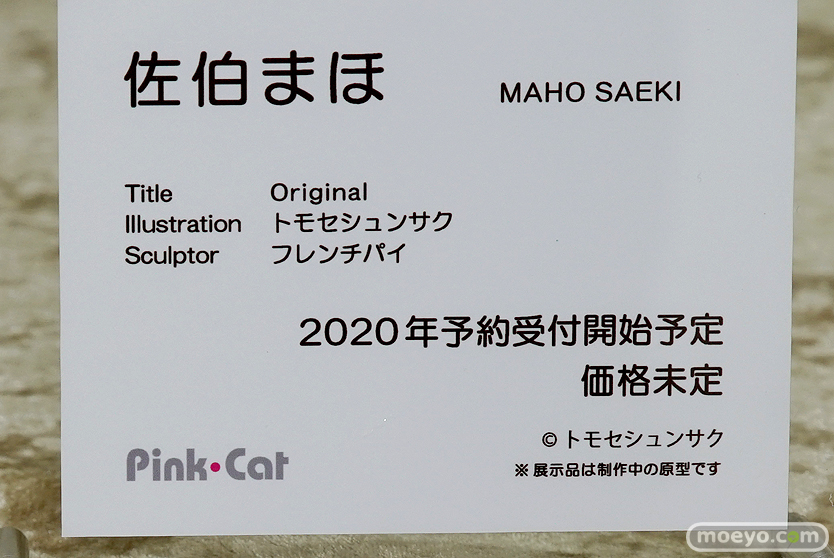 佐伯まほ MAHO SAEKI
Title Original
Illustration トモセシュンサク
Sculptor フレンチパイ
2020年予約受付開始予定
価格未定
© トモセシュンサク
Pink・Cat ※展示品は制作中の原型です
moeyo.com